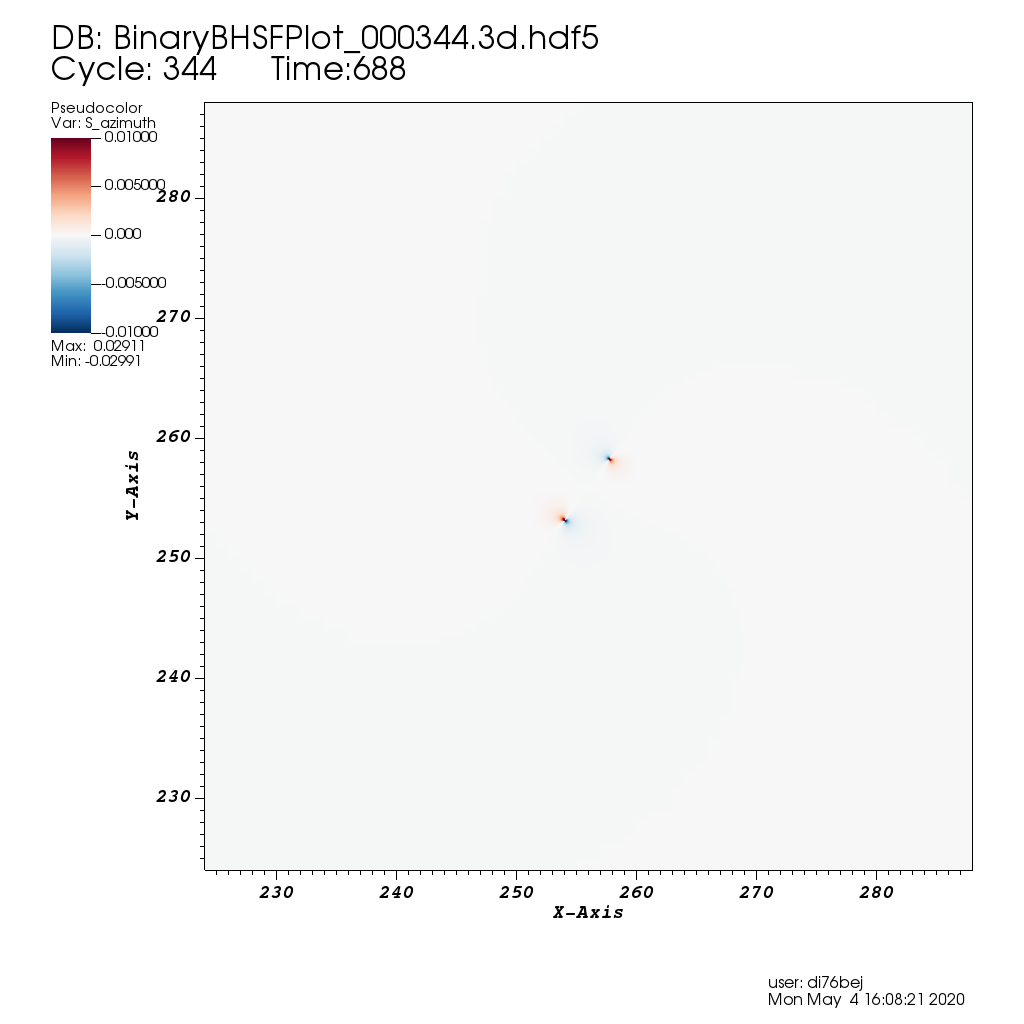 DB: BinaryBHSFPlot_000344.3d.hdf5
Cycle: 344 Time:688
Pseudocolor
Var: S_azimuth
0.01000
0.005000
0.000
-0.005000
-0.01000
Max: 0.02911
Min: -0.02991
280
270
260
250
240
230
Y-Axis
230 240 250 260 270 280
X-Axis
user: di76bej
Mon May 4 16:08:21 2020